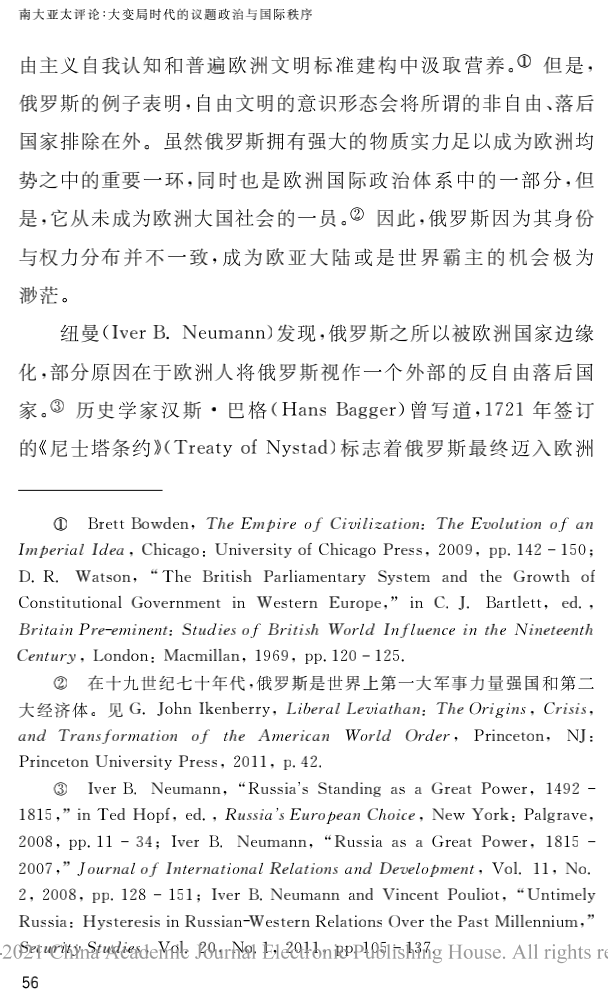 南大亚太评论:大变局时代的议题政治与国际秩序
由主义自我认知和普遍欧洲文明标准建构中汲取营养。① 但是,
俄罗斯的例子表明,自由文明的意识形态会将所谓的非自由、落后
国家排除在外。虽然俄罗斯拥有强大的物质实力足以成为欧洲均
势之中的重要一环,同时也是欧洲国际政治体系中的一部分,但
是,它从未成为欧洲大国社会的一员。② 因此,俄罗斯因为其身份
与权力分布并不一致,成为欧亚大陆或是世界霸主的机会极为
渺茫。
纽曼(Iver B. Neumann)发现,俄罗斯之所以被欧洲国家边缘
化,部分原因在于欧洲人将俄罗斯视作一个外部的反自由落后国
家。③ 历史学家汉斯·巴格(Hans Bagger)曾写道,1721 年签订
的《尼士塔条约》(Treaty of Nystad)标志着俄罗斯最终迈入欧洲
① Brett Bowden, The Empire of Civilization: The Evolution of an
Imperial Idea, Chicago: University of Chicago Press, 2009, pp. 142 - 150;
D. R. Watson, “The British Parliamentary System and the Growth of
Constitutional Government in Western Europe,” in C. J. Bartlett, ed.,
Britain Pre-eminent: Studies of British World Influence in the Nineteenth
Century, London: Macmillan, 1969, pp. 120 - 125.
② 在十九世纪七十年代,俄罗斯是世界上第一大军事力量强国和第二
大经济体。见 G. John Ikenberry, Liberal Leviathan: The Origins, Crisis,
and Transformation of the American World Order, Princeton, NJ:
Princeton University Press, 2011, p. 42.
③ Iver B. Neumann, “Russia's Standing as a Great Power, 1492 -
1815,” in Ted Hopf, ed., Russia's European Choice, New York: Palgrave,
2008, pp. 11 - 34; Iver B. Neumann, “Russia as a Great Power, 1815 -
2007,” Journal of International Relations and Development, Vol. 11, No.
2, 2008, pp. 128 - 151; Iver B. Neumann and Vincent Pouliot, “Untimely
Russia: Hysteresis in Russian-Western Relations Over the Past Millennium,”
Security Studies, Vol. 20, No. 1, 2011, pp. 105 - 137.
-2021 China Academic Journal Electronic Publishing House. All rights re
56